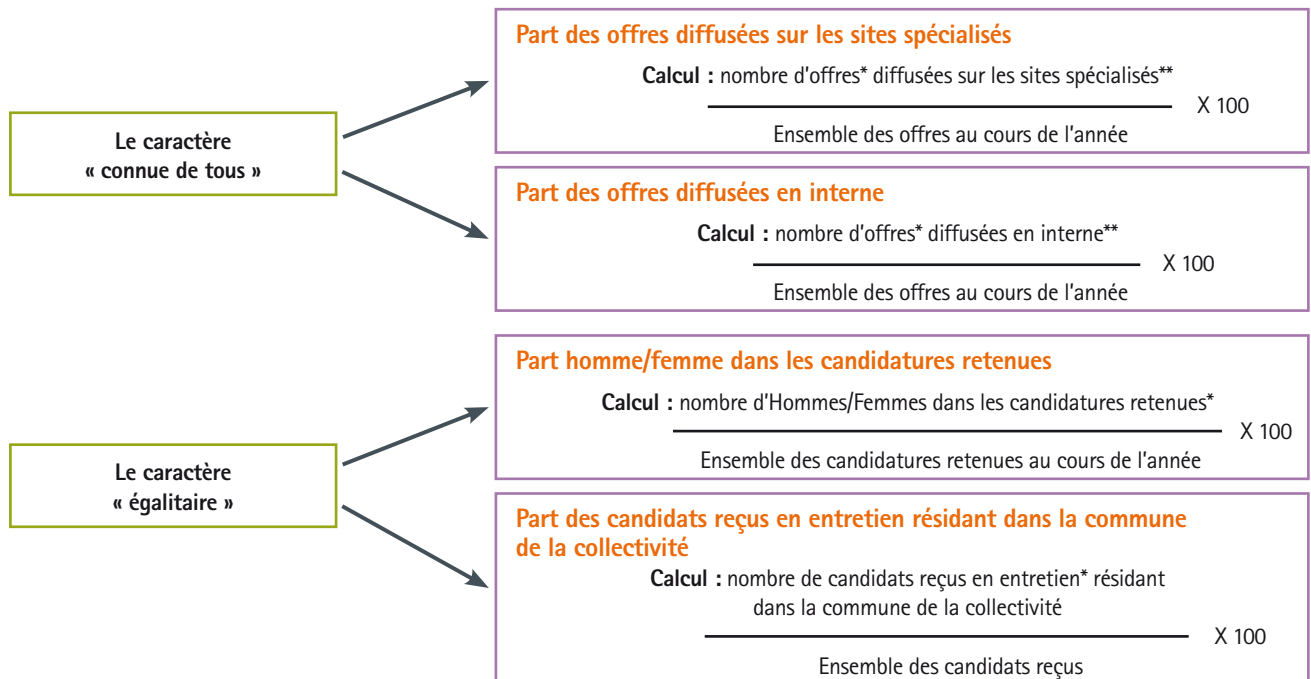 Le caractère
« connue de tous »
Part des offres diffusées sur les sites spécialisés
Calcul : nombre d'offres* diffusées sur les sites spécialisés**
X 100
Ensemble des offres au cours de l'année
Part des offres diffusées en interne
Calcul : nombre d'offres* diffusées en interne**
X 100
Ensemble des offres au cours de l'année
Le caractère
« égalitaire »
Part homme/femme dans les candidatures retenues
Calcul : nombre d'Hommes/Femmes dans les candidatures retenues*
X 100
Ensemble des candidatures retenues au cours de l'année
Part des candidats reçus en entretien résidant dans la commune
de la collectivité
Calcul : nombre de candidats reçus en entretien* résidant
dans la commune de la collectivité
X 100
Ensemble des candidats reçus